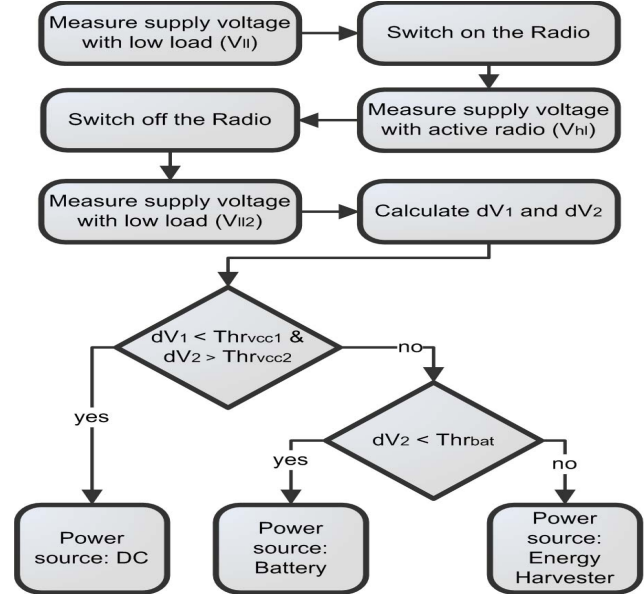 Measure supply voltage
with low load (Vll)
Switch on the Radio
Switch off the Radio
Measure supply voltage
with active radio (Vhl)
Measure supply voltage
with low load (Vll2)
Calculate dV1 and dV2
dV1 < Thrvcc1 &
dV2 > Thrvcc2
no
yes
dV2 < Thrbat
yes
no
Power
source: DC
Power
source:
Battery
Power
source:
Energy
Harvester